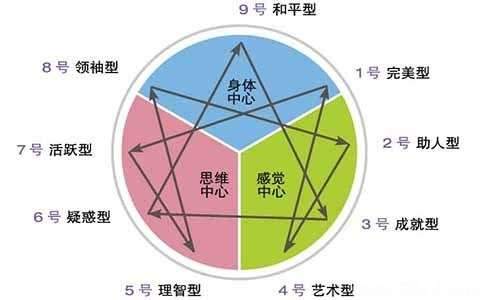 9 号 和平型
8 号 领袖型
1 号 完美型
身体
中心
7 号 活跃型
2 号 助人型
思维
中心
感觉
中心
6 号 疑惑型
3 号 成就型
5 号 理智型
4 号 艺术型